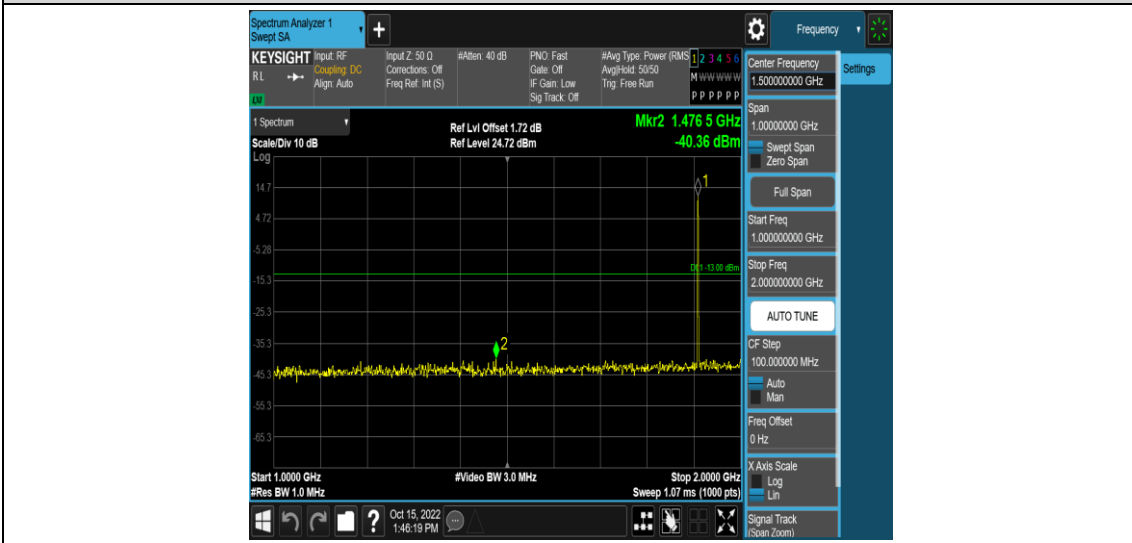 Spectrum Analyzer 1
Swept SA
+
Frequency
KEYSIGHT
RL
LXI
Input: RF
Coupling: DC
Align: Auto
Input Z: 50 Ω
Corrections: Off
Freq Ref: Int (S)
#Atten: 40 dB
PNO: Fast
Gate: Off
IF Gain: Low
Sig Track: Off
#Avg Type: Power (RMS
Avg|Hold: 50/50
Trig: Free Run
1 2 3 4 5 6
M W W W W W
P P P P P P
1 Spectrum
Scale/Div 10 dB
Ref Lvl Offset 1.72 dB
Ref Level 24.72 dBm
Mkr2 1.476 5 GHz
-40.36 dBm
Log
14.7
4.72
-5.28
-15.3
-25.3
-35.3
-45.3
-55.3
-65.3
1
2
DL1 -13.00 dBm
Start 1.0000 GHz
#Res BW 1.0 MHz
#Video BW 3.0 MHz
Stop 2.0000 GHz
Sweep 1.07 ms (1000 pts)
?
Oct 15, 2022
1:46:19 PM
Center Frequency
1.500000000 GHz
Settings
Span
1.00000000 GHz
Swept Span
Zero Span
Full Span
Start Freq
1.000000000 GHz
Stop Freq
2.000000000 GHz
AUTO TUNE
CF Step
100.000000 MHz
Auto
Man
Freq Offset
0 Hz
X Axis Scale
Log
Lin
Signal Track
(Span Zoom)